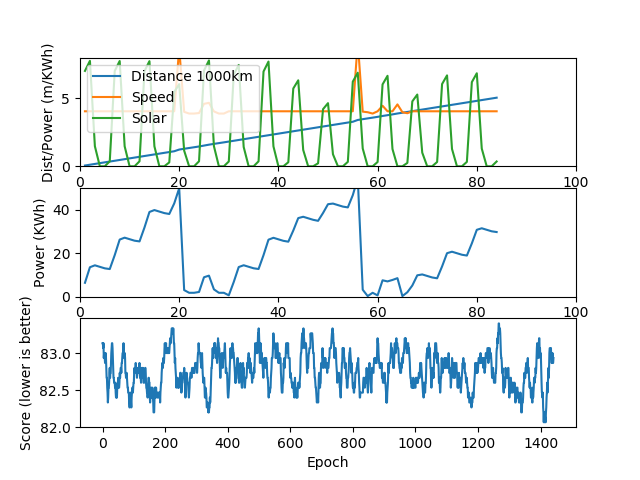 Dist/Power (m/KWh)
5
0
Distance 1000km
Speed
Solar
0 20 40 60 80 100
Power (KWh)
40
20
0
0 20 40 60 80 100
Score (lower is better)
83.0
82.5
82.0
0 200 400 600 800 1000 1200 1400
Epoch